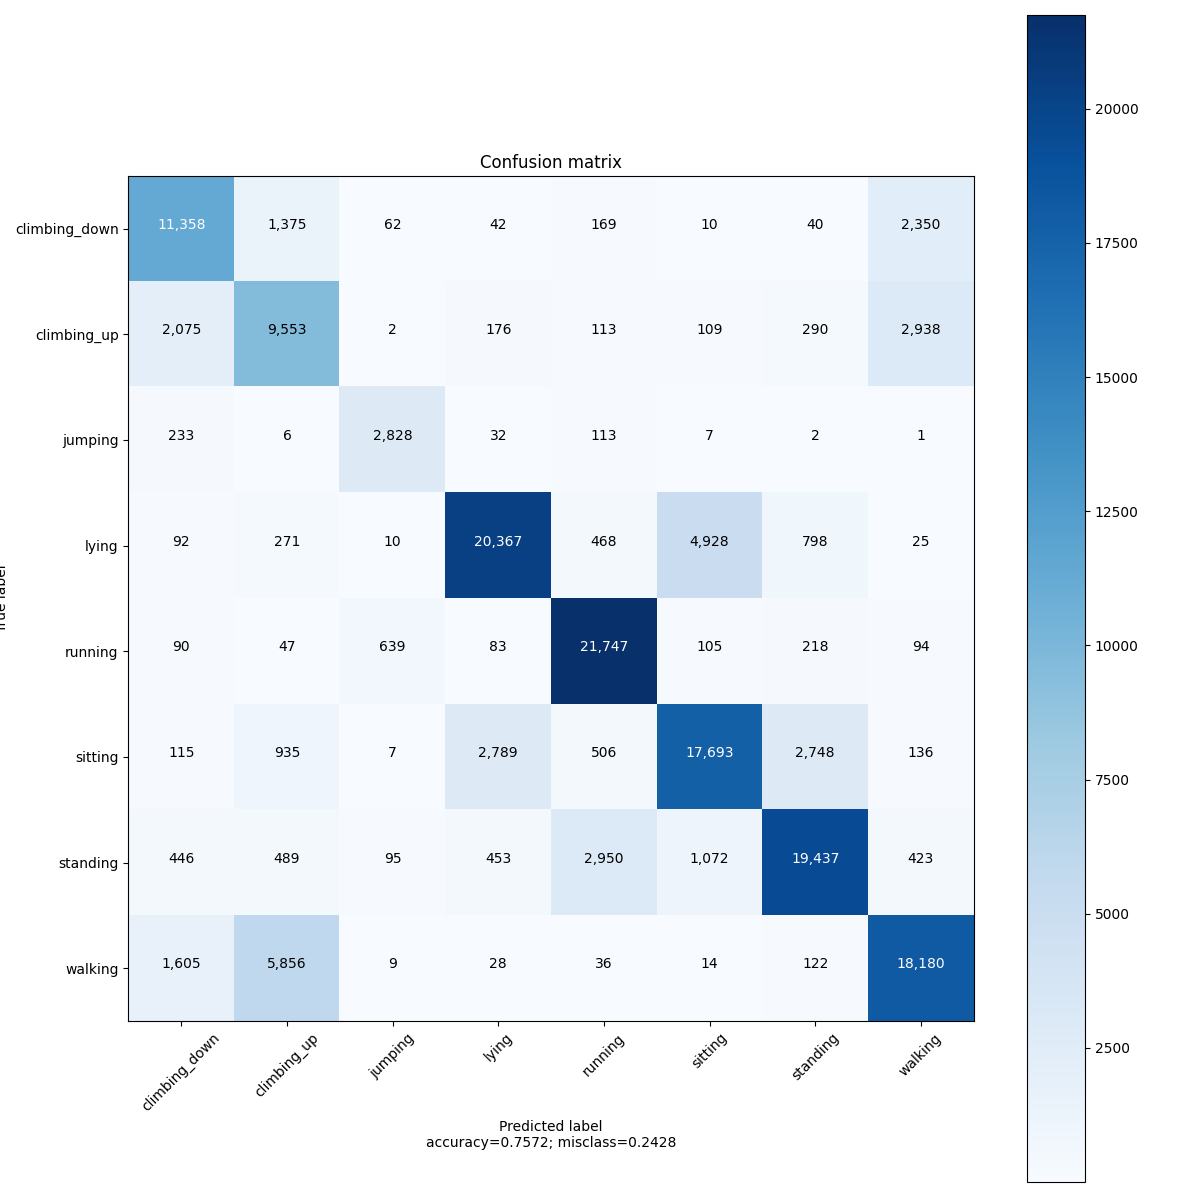 Confusion matrix
climbing_down 11,358 1,375 62 42 169 10 40 2,350
climbing_up 2,075 9,553 2 176 113 109 290 2,938
jumping 233 6 2,828 32 113 7 2 1
lying 92 271 10 20,367 468 4,928 798 25
running 90 47 639 83 21,747 105 218 94
sitting 115 935 7 2,789 506 17,693 2,748 136
standing 446 489 95 453 2,950 1,072 19,437 423
walking 1,605 5,856 9 28 36 14 122 18,180
climbing_down climbing_up jumping lying running sitting standing walking
Predicted label
accuracy=0.7572; misclass=0.2428
label
20000
17500
15000
12500
10000
7500
5000
2500